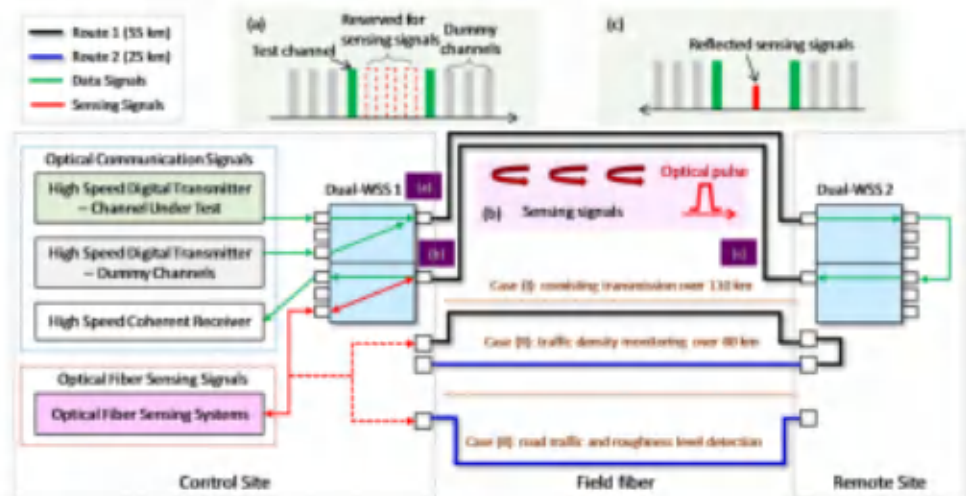 Route 1 (55 km)
Route 2 (25 km)
Data Signals
Sensing Signals
(a)
Reserved for
sensing signals
Test channel
Dummy
channels
(c)
Reflected sensing signals
Optical Communication Signals
High Speed Digital Transmitter
– Channel Under Test
High Speed Digital Transmitter
– Dummy Channels
High Speed Coherent Receiver
Optical Fiber Sensing Signals
Optical Fiber Sensing Systems
Control Site
Dual-WSS 1
(a)
(b)
Optical pulse
(b)
Sensing signals
(c)
Case (I): coexisting transmission over 110 km
Case (II): traffic density monitoring over 80 km
Case (III): road traffic and roughness level detection
Field fiber
Dual-WSS 2
Remote Site